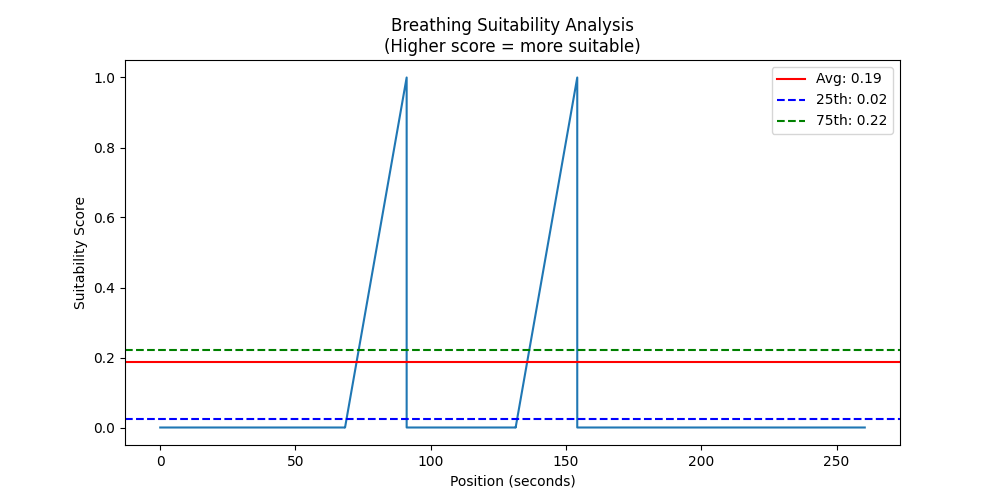 Breathing Suitability Analysis
(Higher score = more suitable)
Avg: 0.19
25th: 0.02
75th: 0.22
Suitability Score
1.0
0.8
0.6
0.4
0.2
0.0
0
50
100
150
200
250
Position (seconds)